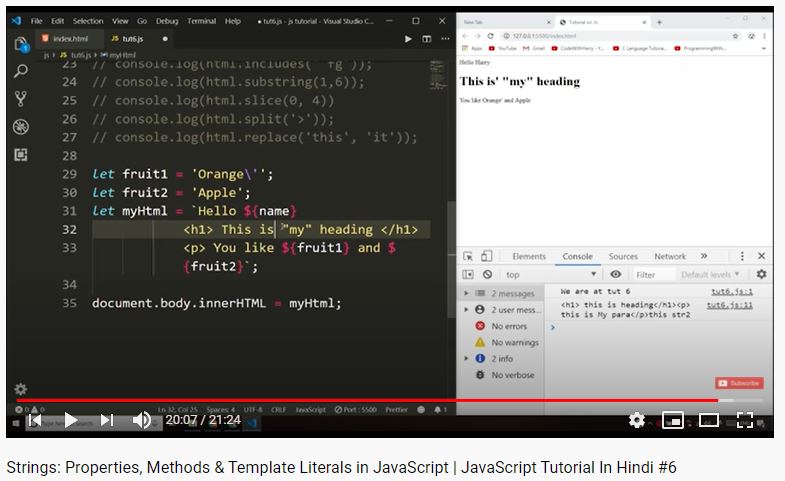 File Edit Selection View Go Debug Terminal Help
• tut6.js - js tutorial - Visual Studio C...
index.html
tut6.js
js > JS tut6.js > myHtml
23 // console.log(html.includes(`fg`));
24 // console.log(html.substring(1,6));
25 // console.log(html.slice(0, 4))
26 // console.log(html.split('>'));
27 // console.log(html.replace('this', 'it'));
28
29 let fruit1 = 'Orange\'';
30 let fruit2 = 'Apple';
31 let myHtml = `Hello ${name}
32 <h1> This is "my" heading </h1>
33 <p> You like ${fruit1} and $
{fruit2}`;
34
35 document.body.innerHTML = myHtml;
Ln 32, Col 25 Spaces: 4 UTF-8 CRLF JavaScript Port : 5500 Prettier 1
New Tab
Tutorial on Js
127.0.0.1:5500/index.html
Apps YouTube Gmail CodeWithHarry - Y... C Language Tutoria... ProgrammingWith...
Hello Harry
This is' "my" heading
You like Orange' and Apple
Elements Console Sources Network »
top Filter Default levels
2 messages
2 user mess...
No errors
No warnings
2 info
No verbose
We are at tut 6 tut6.js:1
<h1> this is heading</h1><p> tut6.js:11
this is My para</p>this str2
Subscribe
20:07 / 21:24
Strings: Properties, Methods & Template Literals in JavaScript | JavaScript Tutorial In Hindi #6